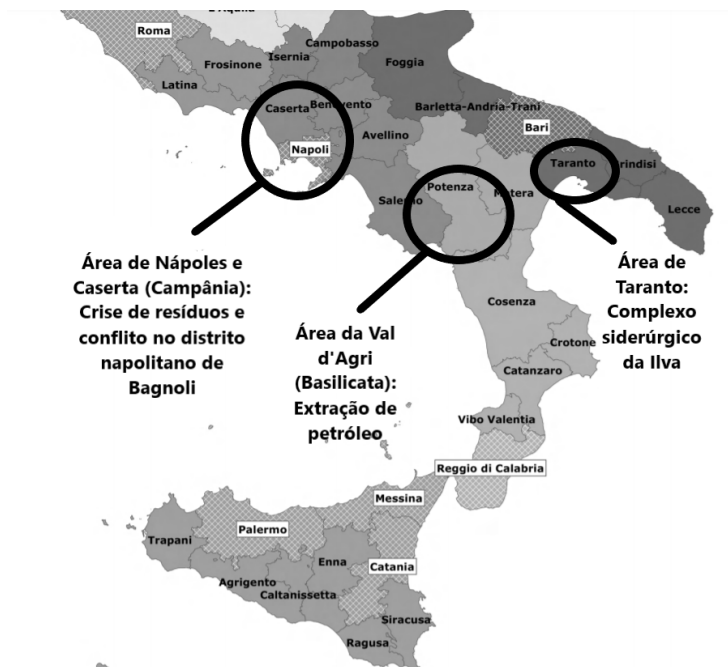 L'Aquila
Roma
Campobasso
Isernia
Frosinone
Foggia
Latina
Caserta
Benevento
Barletta-Andria-Trani
Bari
Napoli
Avellino
Taranto
Brindisi
Potenza
Matera
Salerno
Lecce
Área de Nápoles e
Caserta (Campânia):
Crise de resíduos e
conflito no distrito
napolitano de
Bagnoli
Área da Val
d'Agri
(Basilicata):
Extração de
petróleo
Área de
Taranto:
Complexo
siderúrgico
da Ilva
Cosenza
Crotone
Catanzaro
Vibo Valentia
Reggio di Calabria
Messina
Palermo
Trapani
Enna
Catania
Agrigento
Caltanissetta
Siracusa
Ragusa